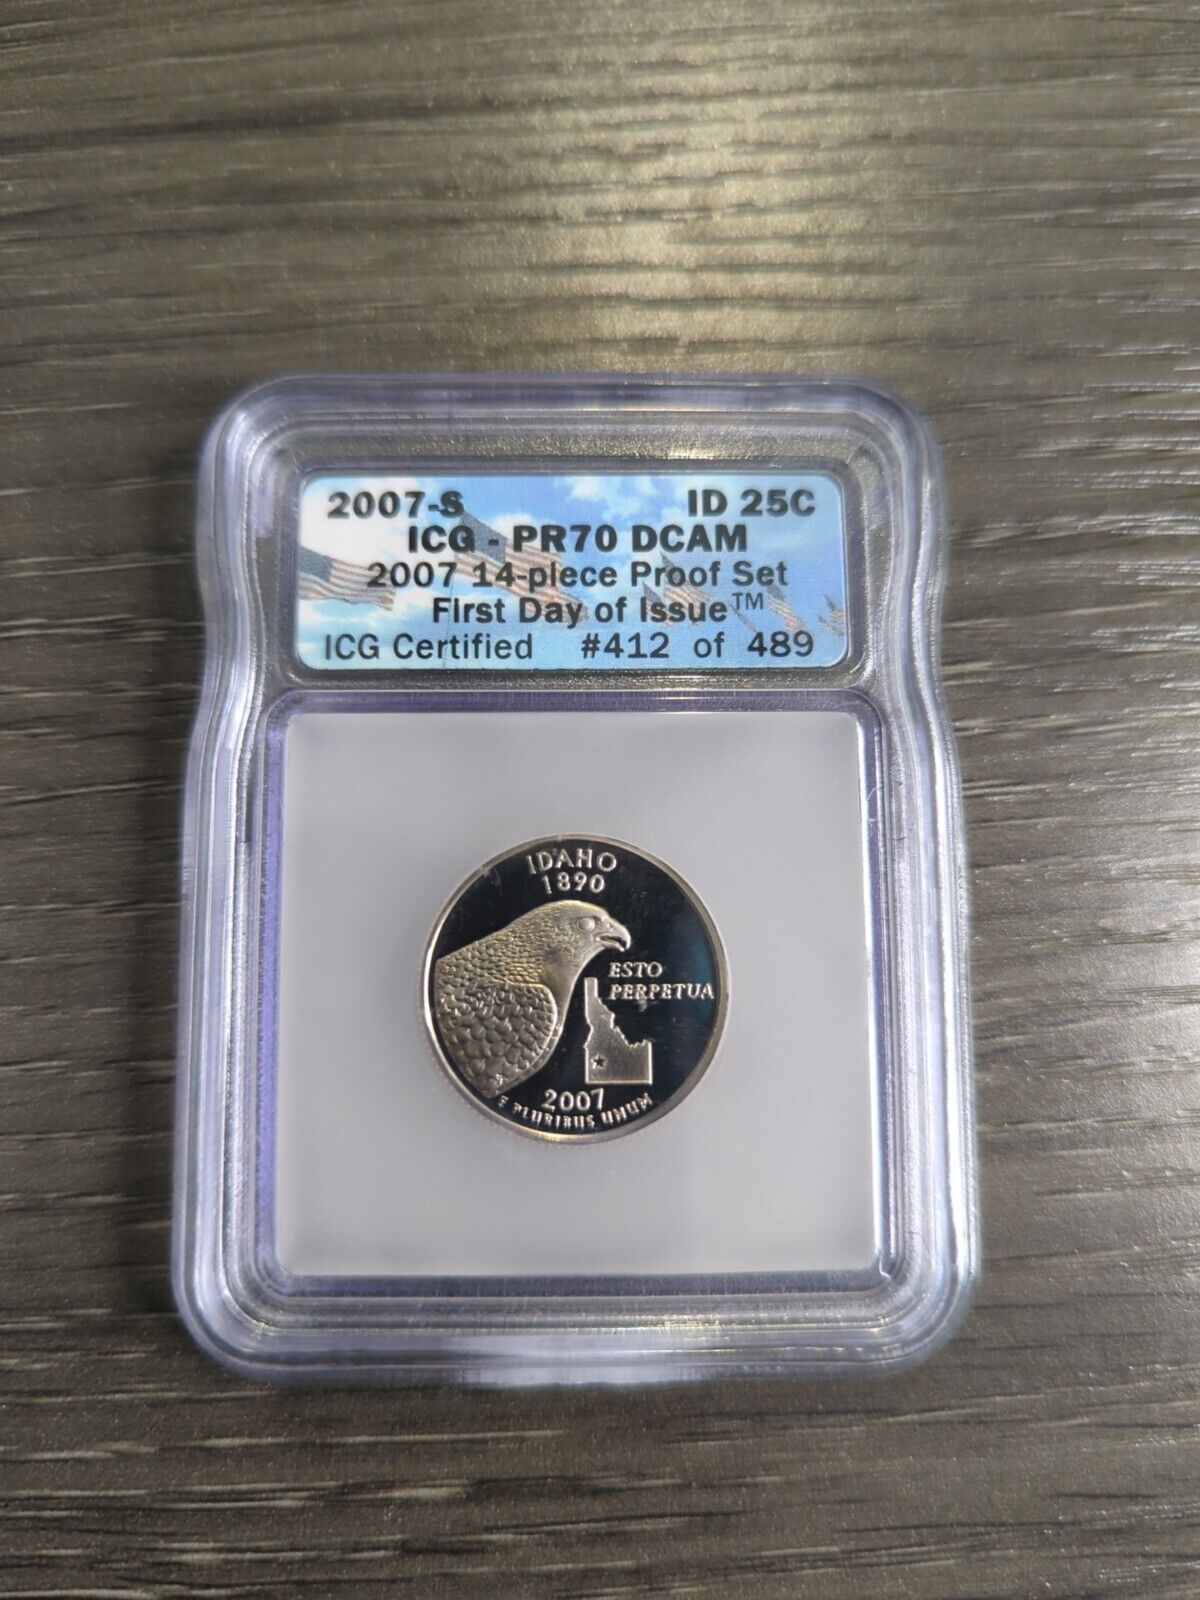 2007-S ID 25C
ICG - PR70 DCAM
2007 14-piece Proof Set
First Day of Issue™
ICG Certified #412 of 489
IDAHO
1890
ESTO
PERPETUA
2007
E PLURIBUS UNUM